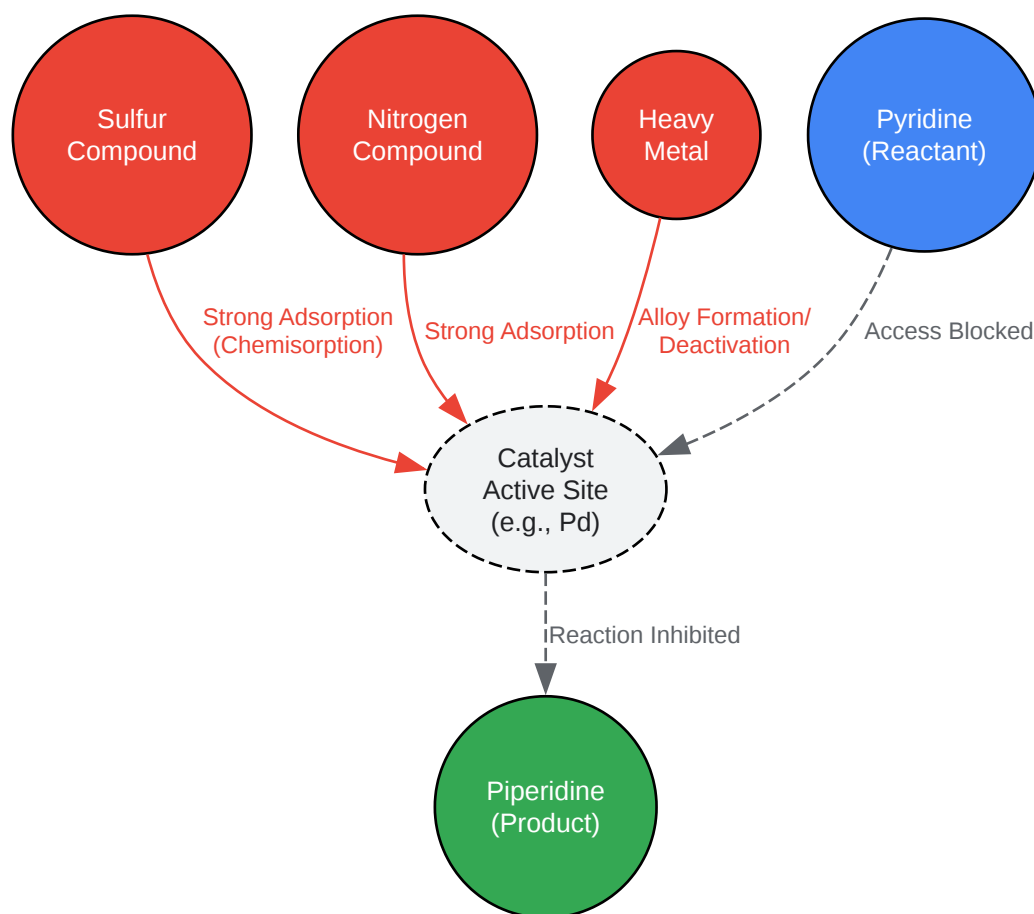 Sulfur
Compound
Nitrogen
Compound
Heavy
Metal
Pyridine
(Reactant)
Strong Adsorption
(Chemisorption)
Strong Adsorption
Alloy Formation/
Deactivation
Access Blocked
Catalyst
Active Site
(e.g., Pd)
Reaction Inhibited
Piperidine
(Product)